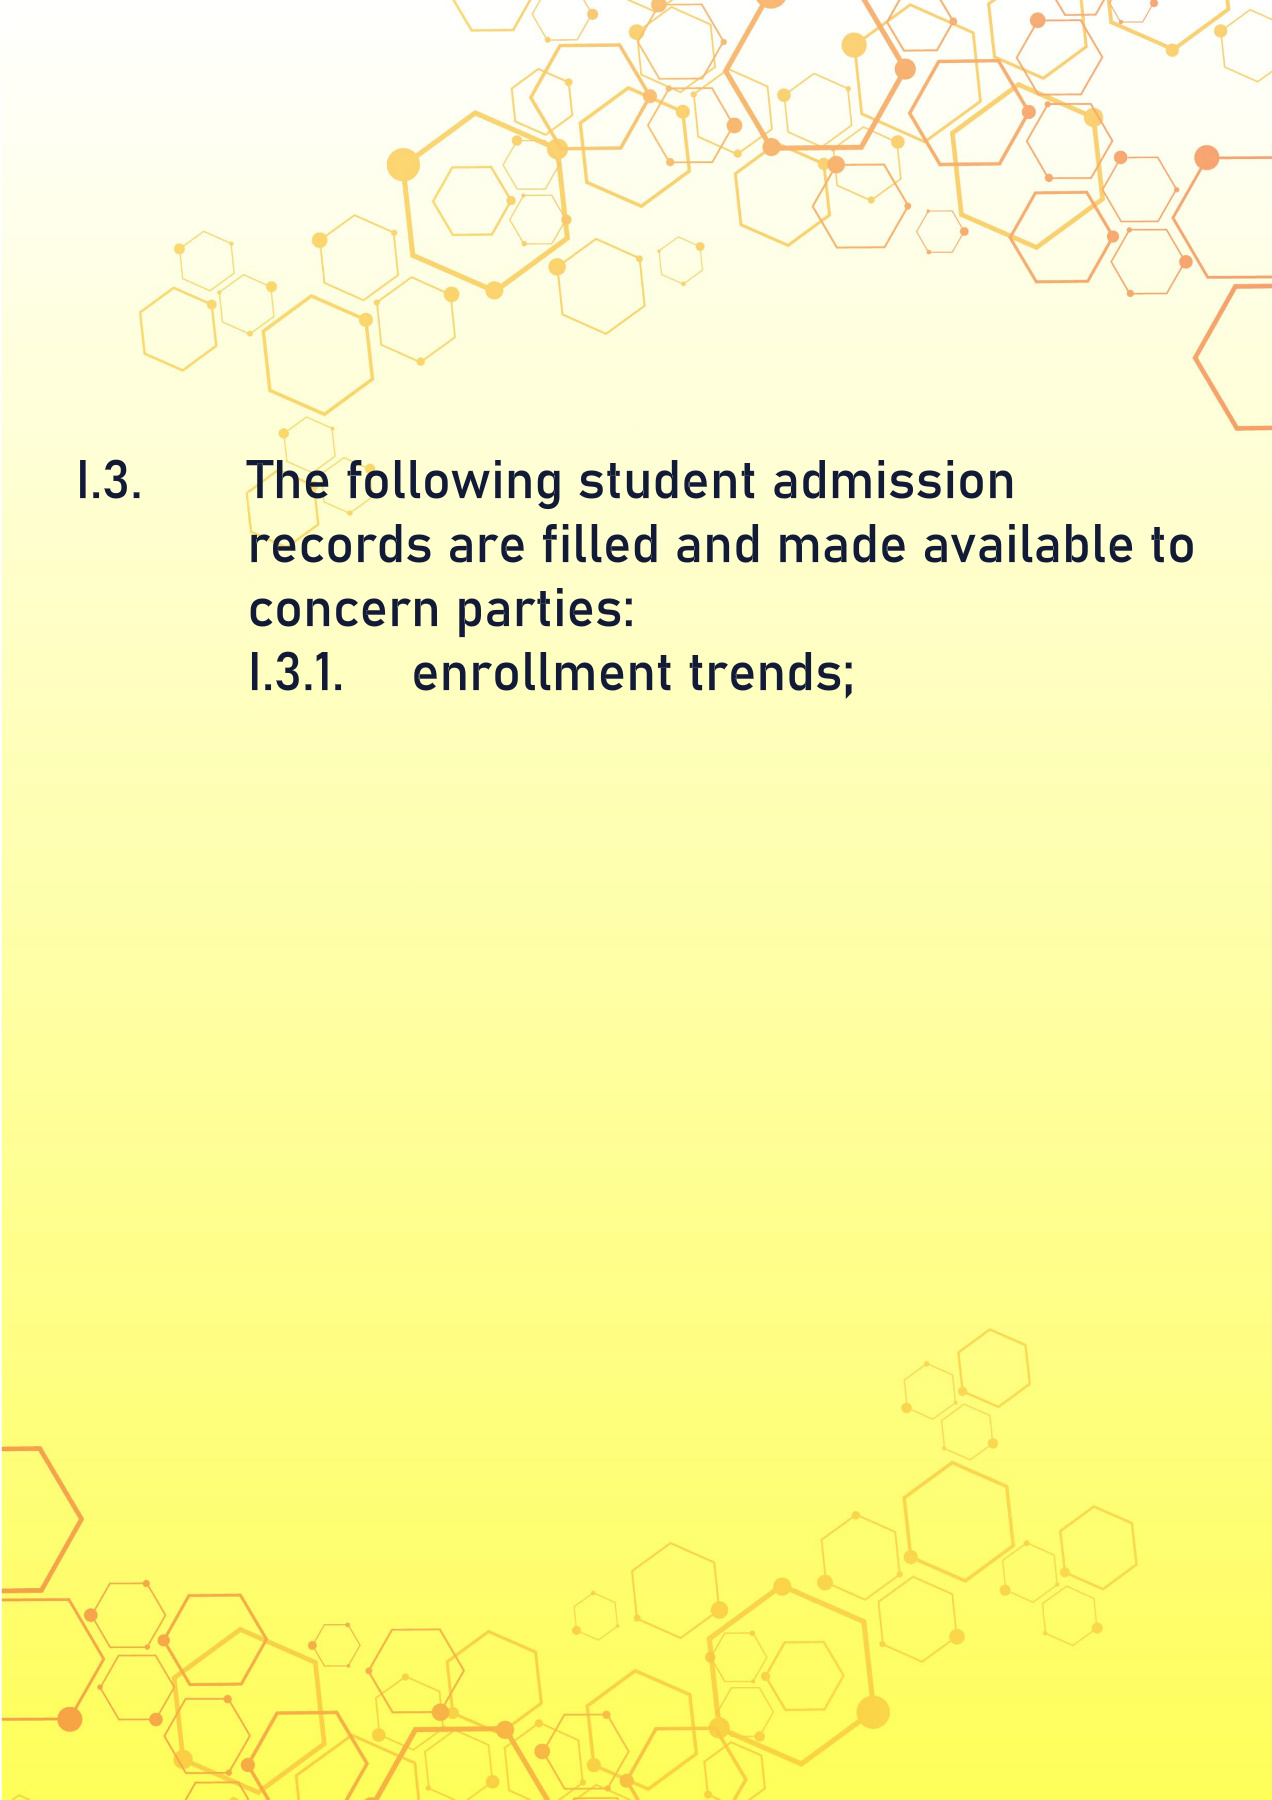 I.3. The following student admission
records are filled and made available to
concern parties:
I.3.1. enrollment trends;